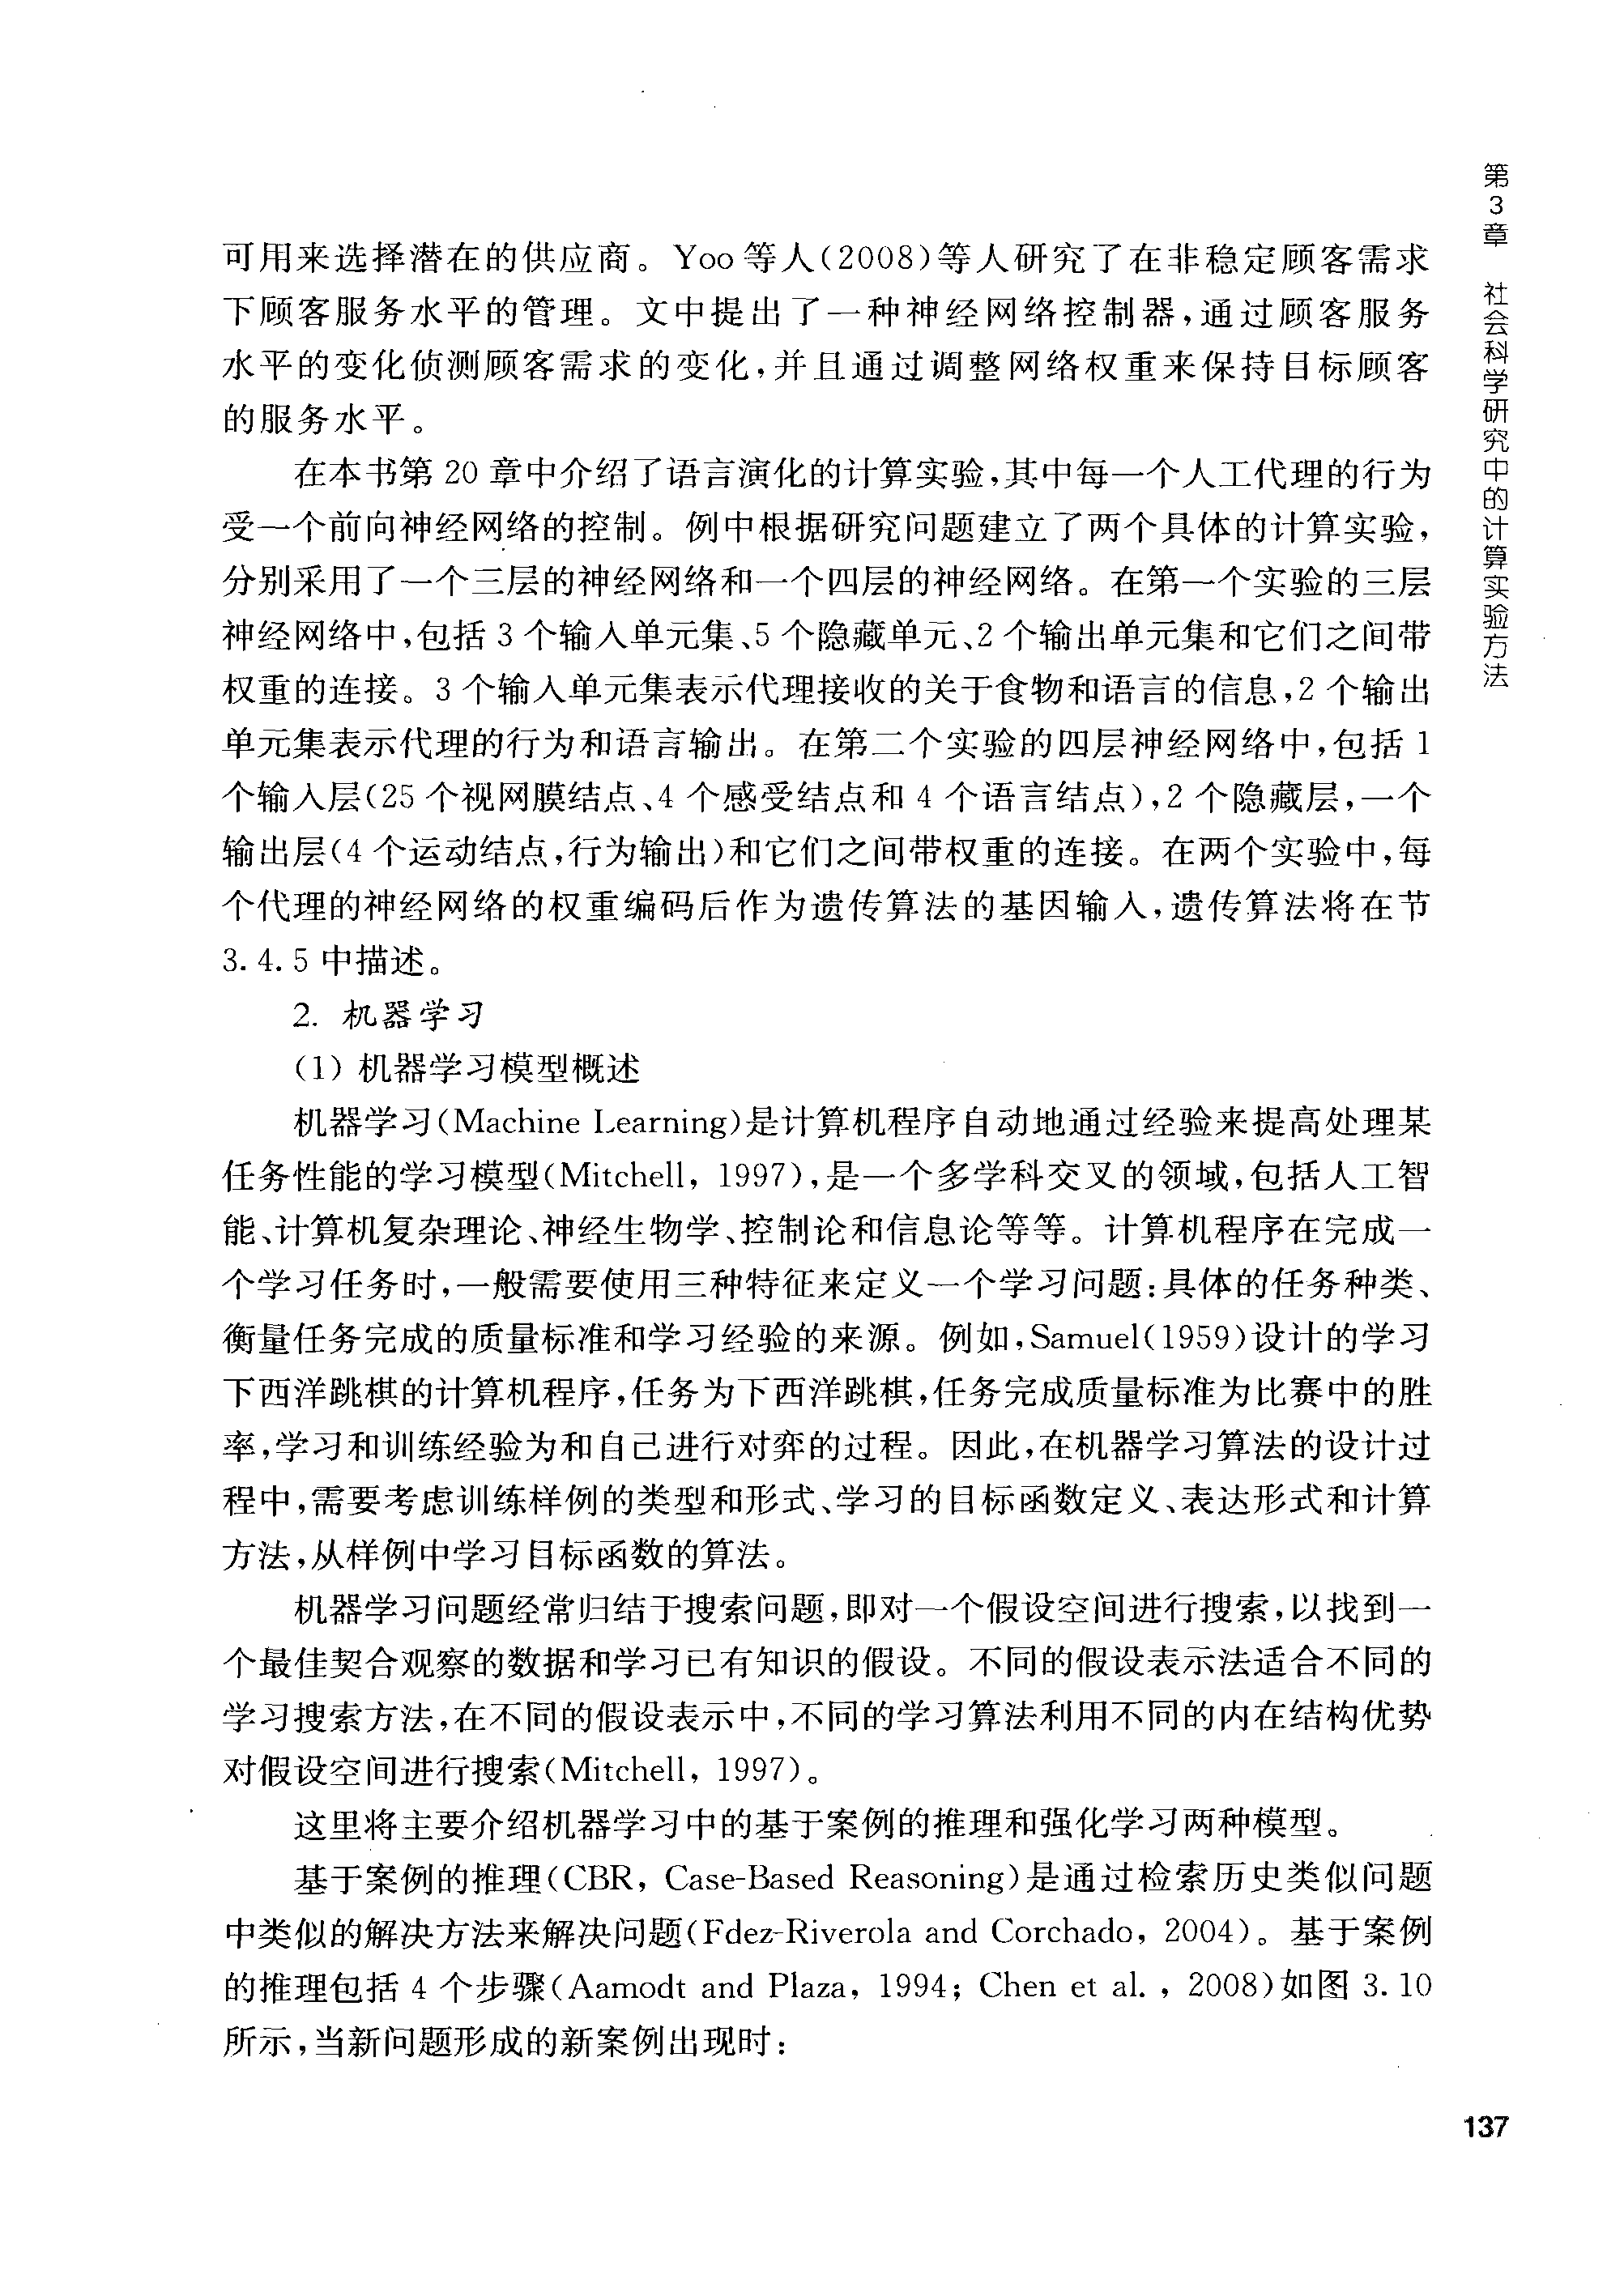 第3章 社会科学研究中的计算实验方法
可用来选择潜在的供应商。Yoo等人(2008)等人研究了在非稳定顾客需求
下顾客服务水平的管理。文中提出了一种神经网络控制器,通过顾客服务
水平的变化侦测顾客需求的变化,并且通过调整网络权重来保持目标顾客
的服务水平。
在本书第20章中介绍了语言演化的计算实验,其中每一个人工代理的行为
受一个前向神经网络的控制。例中根据研究问题建立了两个具体的计算实验,
分别采用了一个三层的神经网络和一个四层的神经网络。在第一个实验的三层
神经网络中,包括3个输入单元集、5个隐藏单元、2个输出单元集和它们之间带
权重的连接。3个输入单元集表示代理接收的关于食物和语言的信息,2个输出
单元集表示代理的行为和语言输出。在第二个实验的四层神经网络中,包括1
个输入层(25个视网膜结点、4个感受结点和4个语言结点),2个隐藏层,一个
输出层(4个运动结点,行为输出)和它们之间带权重的连接。在两个实验中,每
个代理的神经网络的权重编码后作为遗传算法的基因输入,遗传算法将在节
3.4.5中描述。
2. 机器学习
(1) 机器学习模型概述
机器学习(Machine Learning)是计算机程序自动地通过经验来提高处理某
任务性能的学习模型(Mitchell, 1997),是一个多学科交叉的领域,包括人工智
能、计算机复杂理论、神经生物学、控制论和信息论等等。计算机程序在完成一
个学习任务时,一般需要使用三种特征来定义一个学习问题:具体的任务种类、
衡量任务完成的质量标准和学习经验的来源。例如,Samuel(1959)设计的学习
下西洋跳棋的计算机程序,任务为下西洋跳棋,任务完成质量标准为比赛中的胜
率,学习和训练经验为和自己进行对弈的过程。因此,在机器学习算法的设计过
程中,需要考虑训练样例的类型和形式、学习的目标函数定义、表达形式和计算
方法,从样例中学习目标函数的算法。
机器学习问题经常归结于搜索问题,即对一个假设空间进行搜索,以找到一
个最佳契合观察的数据和学习已有知识的假设。不同的假设表示法适合不同的
学习搜索方法,在不同的假设表示中,不同的学习算法利用不同的内在结构优势
对假设空间进行搜索(Mitchell, 1997)。
这里将主要介绍机器学习中的基于案例的推理和强化学习两种模型。
基于案例的推理(CBR, Case-Based Reasoning)是通过检索历史类似问题
中类似的解决方法来解决问题(Fdez-Riverola and Corchado, 2004)。基于案例
的推理包括4个步骤(Aamodt and Plaza, 1994; Chen et al., 2008)如图3.10
所示,当新问题形成的新案例出现时:
137